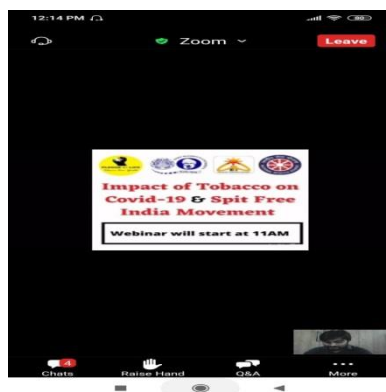 12:14 PM
Zoom
Leave
Impact of Tobacco on
Covid-19 & Spit Free
India Movement
Webinar will start at 11AM
4
Chats
Raise Hand
Q&A
More